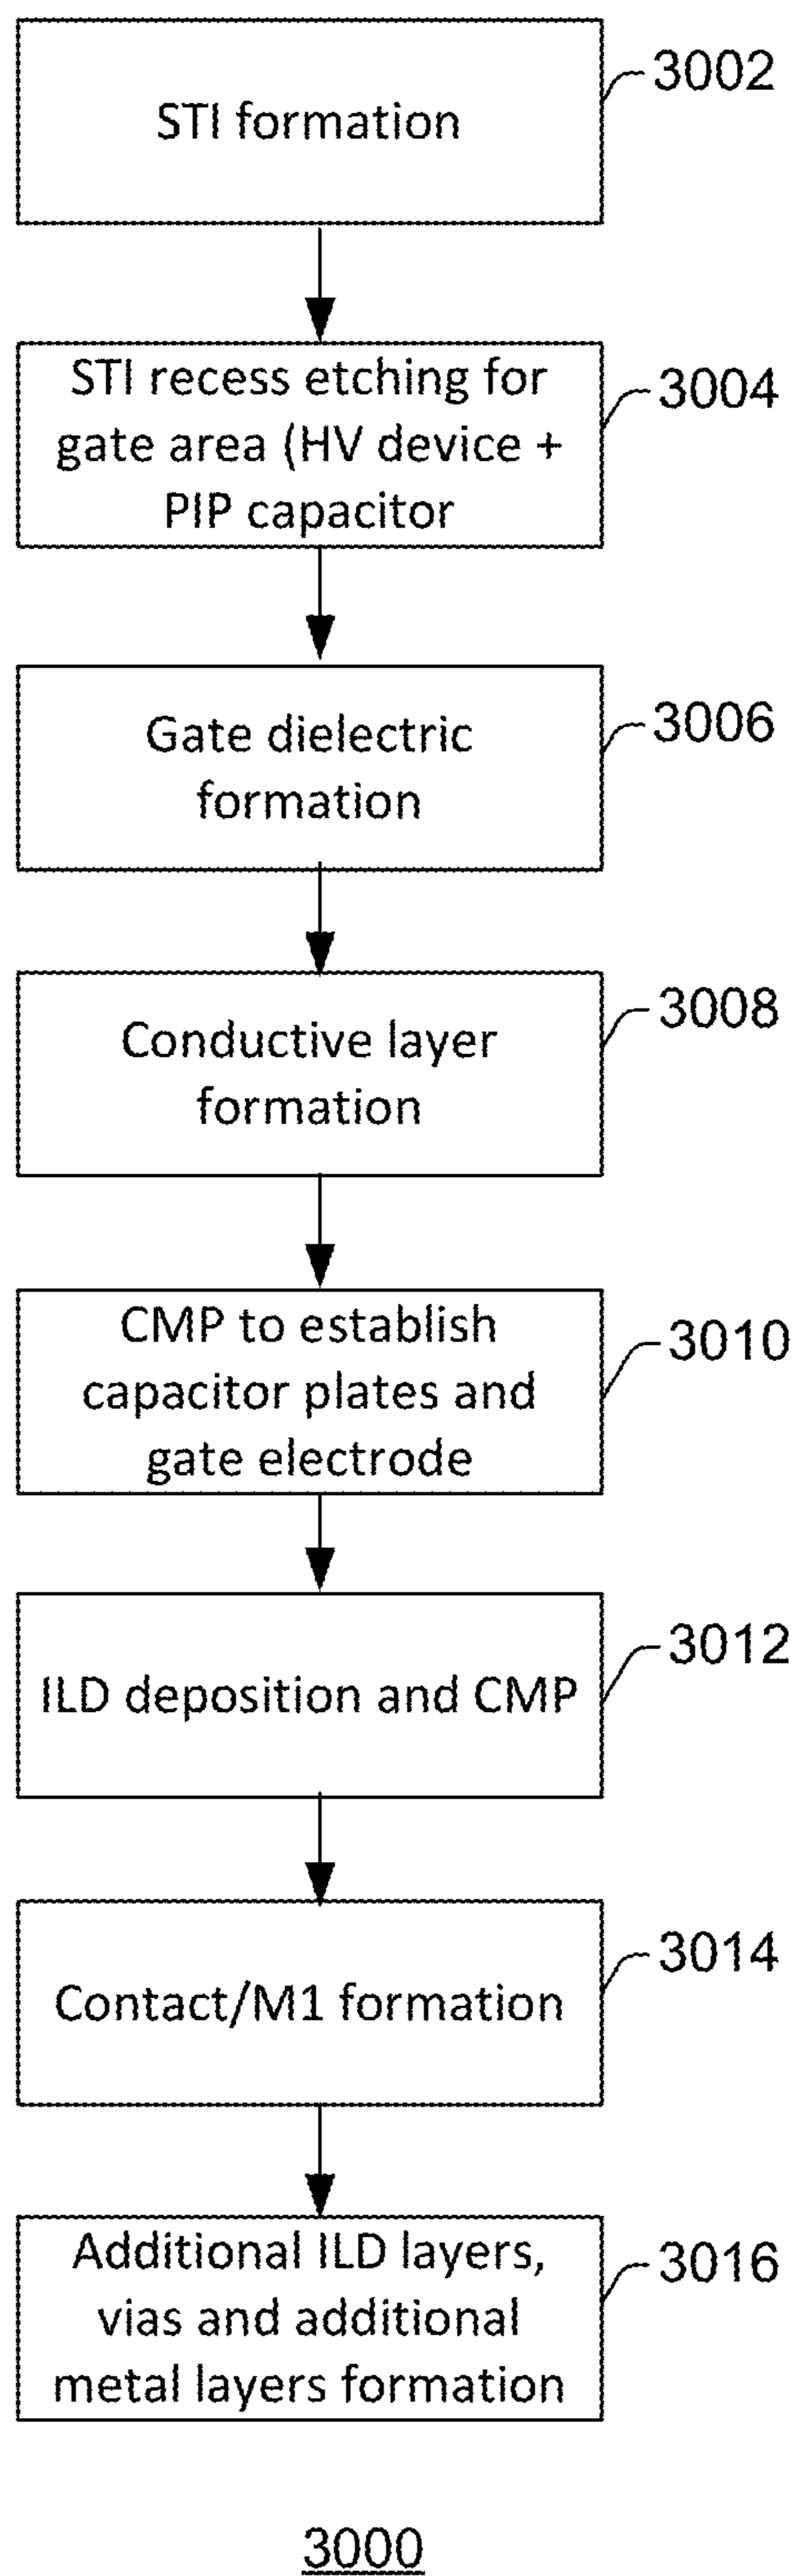 STI formation
3002
STI recess etching for
gate area (HV device +
PIP capacitor
3004
Gate dielectric
formation
3006
Conductive layer
formation
3008
CMP to establish
capacitor plates and
gate electrode
3010
ILD deposition and CMP
3012
Contact/M1 formation
3014
Additional ILD layers,
vias and additional
metal layers formation
3016
3000